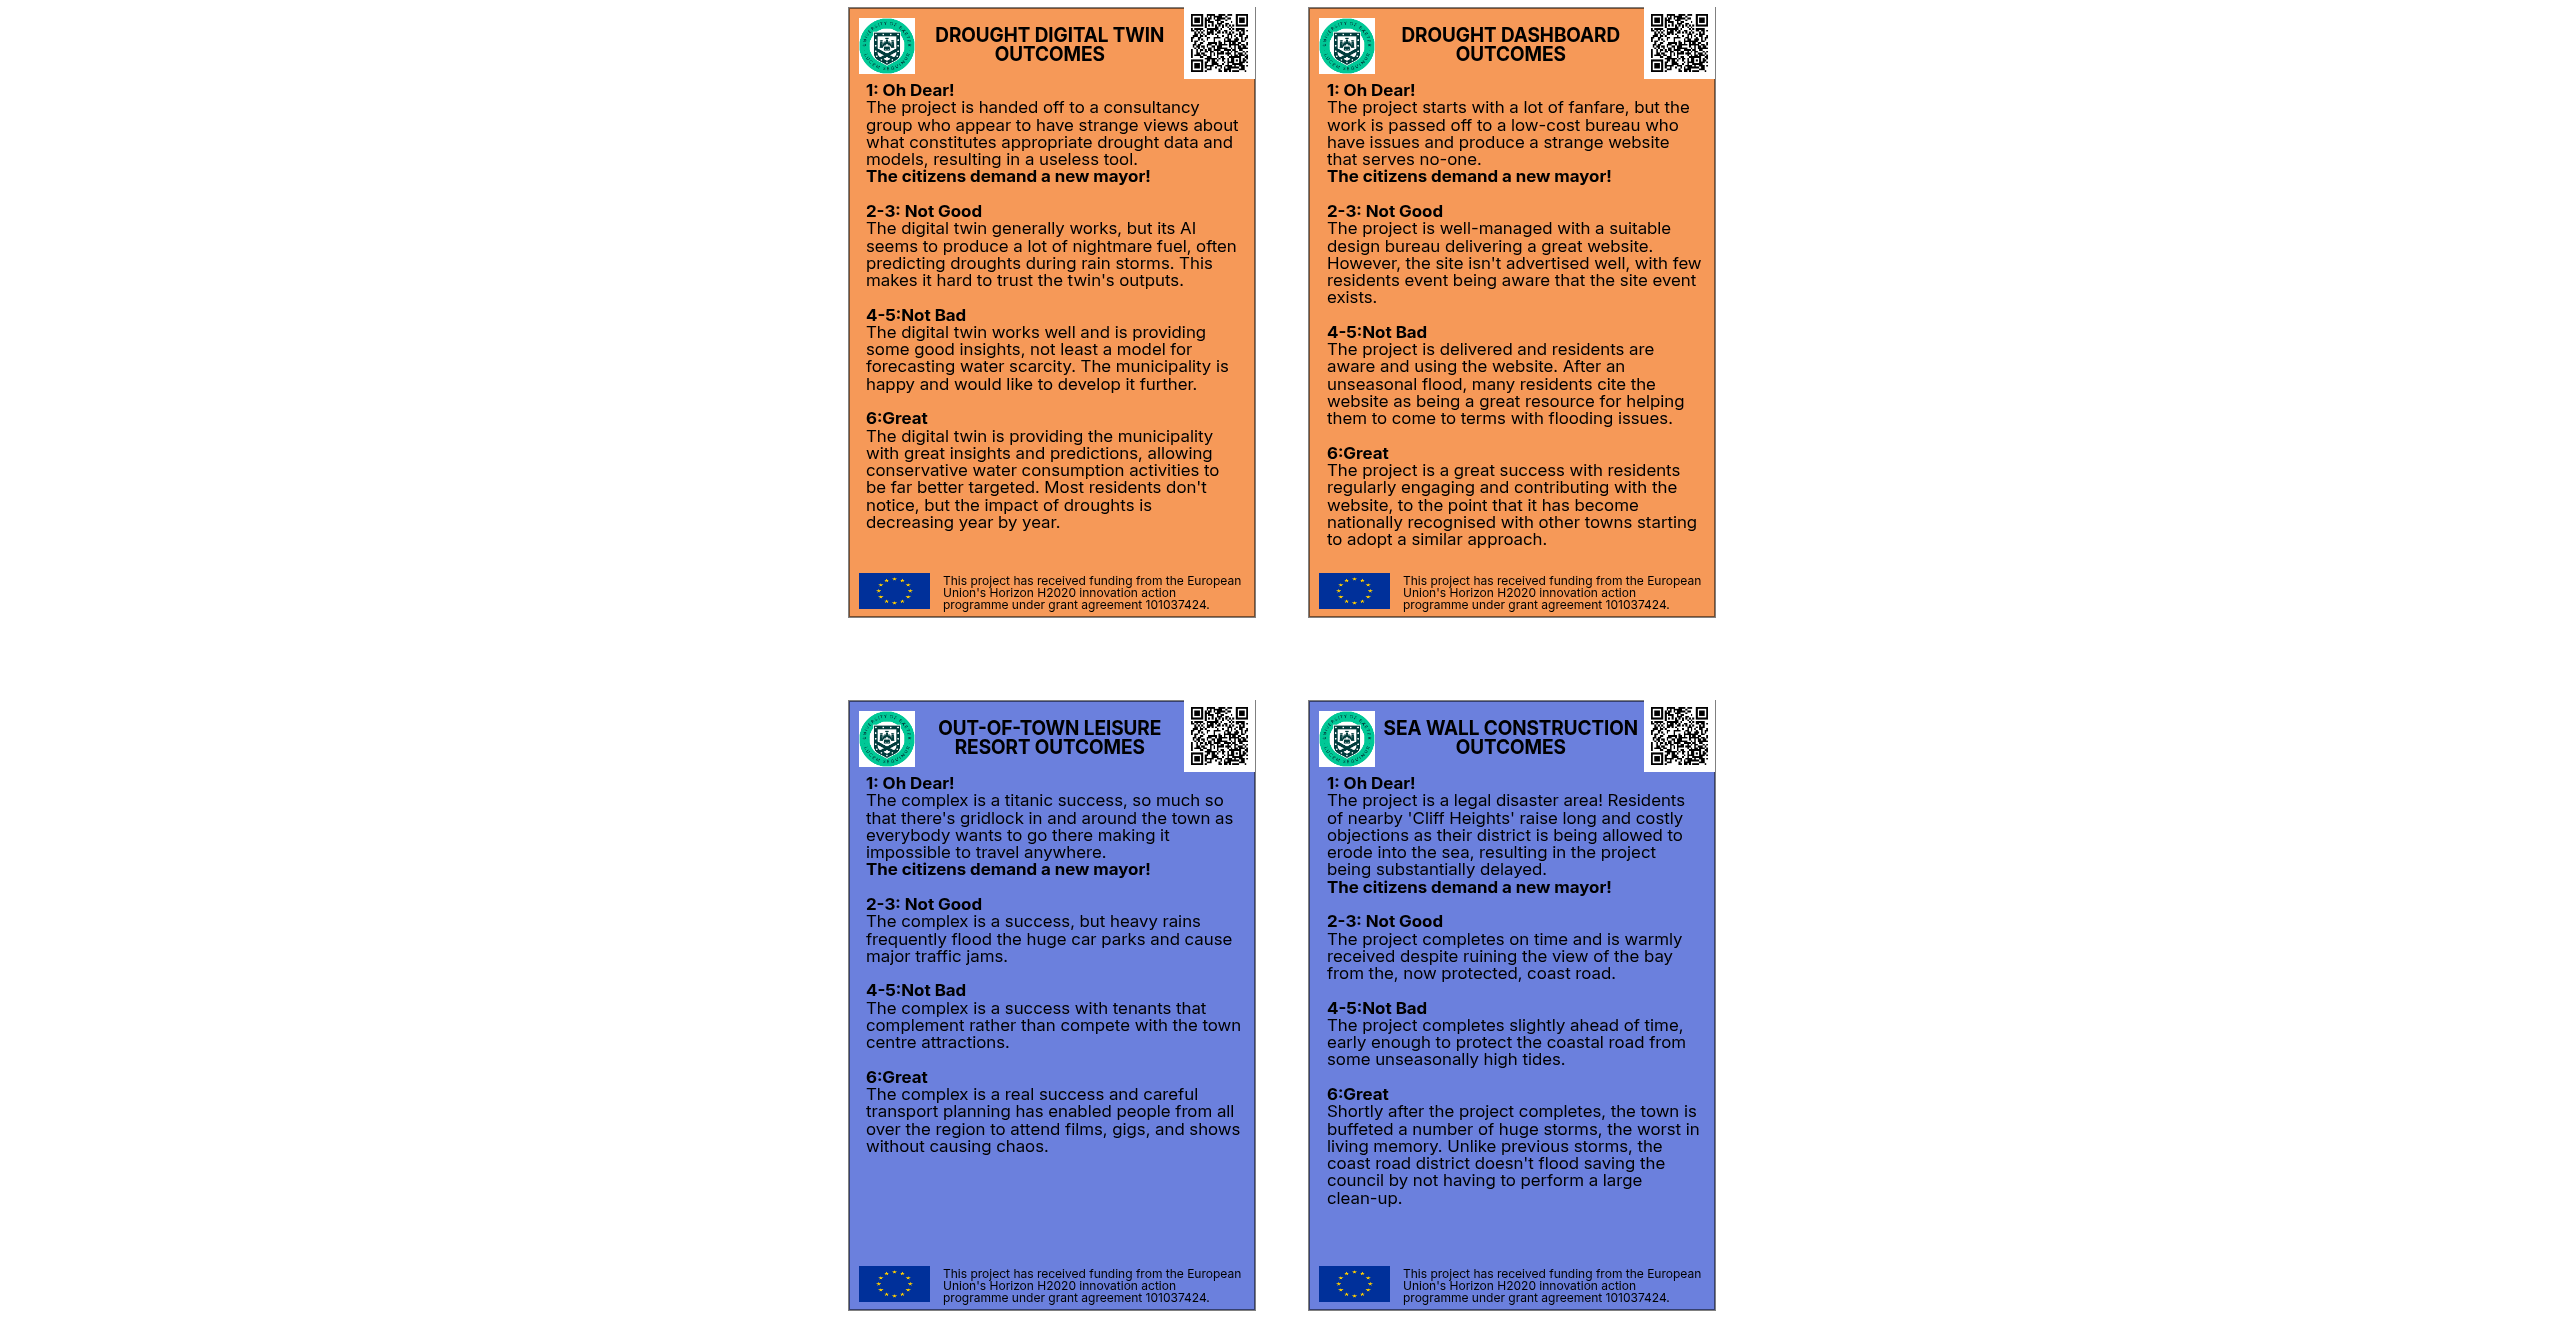 DROUGHT DIGITAL TWIN
OUTCOMES
1: Oh Dear!
The project is handed off to a consultancy
group who appear to have strange views about
what constitutes appropriate drought data and
models, resulting in a useless tool.
The citizens demand a new mayor!
2-3: Not Good
The digital twin generally works, but its AI
seems to produce a lot of nightmare fuel, often
predicting droughts during rain storms. This
makes it hard to trust the twin's outputs.
4-5:Not Bad
The digital twin works well and is providing
some good insights, not least a model for
forecasting water scarcity. The municipality is
happy and would like to develop it further.
6:Great
The digital twin is providing the municipality
with great insights and predictions, allowing
conservative water consumption activities to
be far better targeted. Most residents don't
notice, but the impact of droughts is
decreasing year by year.
This project has received funding from the European
Union's Horizon H2020 innovation action
programme under grant agreement 101037424.
DROUGHT DASHBOARD
OUTCOMES
1: Oh Dear!
The project starts with a lot of fanfare, but the
work is passed off to a low-cost bureau who
have issues and produce a strange website
that serves no-one.
The citizens demand a new mayor!
2-3: Not Good
The project is well-managed with a suitable
design bureau delivering a great website.
However, the site isn't advertised well, with few
residents event being aware that the site event
exists.
4-5:Not Bad
The project is delivered and residents are
aware and using the website. After an
unseasonal flood, many residents cite the
website as being a great resource for helping
them to come to terms with flooding issues.
6:Great
The project is a great success with residents
regularly engaging and contributing with the
website, to the point that it has become
nationally recognised with other towns starting
to adopt a similar approach.
This project has received funding from the European
Union's Horizon H2020 innovation action
programme under grant agreement 101037424.
OUT-OF-TOWN LEISURE
RESORT OUTCOMES
1: Oh Dear!
The complex is a titanic success, so much so
that there's gridlock in and around the town as
everybody wants to go there making it
impossible to travel anywhere.
The citizens demand a new mayor!
2-3: Not Good
The complex is a success, but heavy rains
frequently flood the huge car parks and cause
major traffic jams.
4-5:Not Bad
The complex is a success with tenants that
complement rather than compete with the town
centre attractions.
6:Great
The complex is a real success and careful
transport planning has enabled people from all
over the region to attend films, gigs, and shows
without causing chaos.
This project has received funding from the European
Union's Horizon H2020 innovation action
programme under grant agreement 101037424.
SEA WALL CONSTRUCTION
OUTCOMES
1: Oh Dear!
The project is a legal disaster area! Residents
of nearby 'Cliff Heights' raise long and costly
objections as their district is being allowed to
erode into the sea, resulting in the project
being substantially delayed.
The citizens demand a new mayor!
2-3: Not Good
The project completes on time and is warmly
received despite ruining the view of the bay
from the, now protected, coast road.
4-5:Not Bad
The project completes slightly ahead of time,
early enough to protect the coastal road from
some unseasonally high tides.
6:Great
Shortly after the project completes, the town is
buffeted a number of huge storms, the worst in
living memory. Unlike previous storms, the
coast road district doesn't flood saving the
council by not having to perform a large
clean-up.
This project has received funding from the European
Union's Horizon H2020 innovation action
programme under grant agreement 101037424.